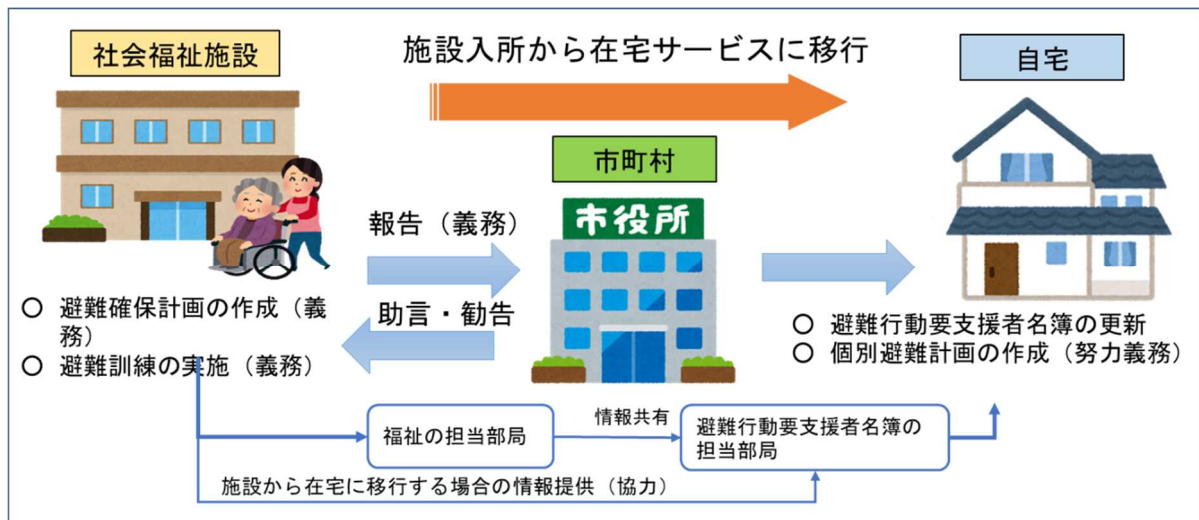 社会福祉施設
施設入所から在宅サービスに移行
自宅
市町村
市役所
報告（義務）
助言・勧告
○ 避難確保計画の作成（義
務）
○ 避難訓練の実施（義務）
○ 避難行動要支援者名簿の更新
○ 個別避難計画の作成（努力義務）
福祉の担当部局
情報共有
避難行動要支援者名簿の
担当部局
施設から在宅に移行する場合の情報提供（協力）